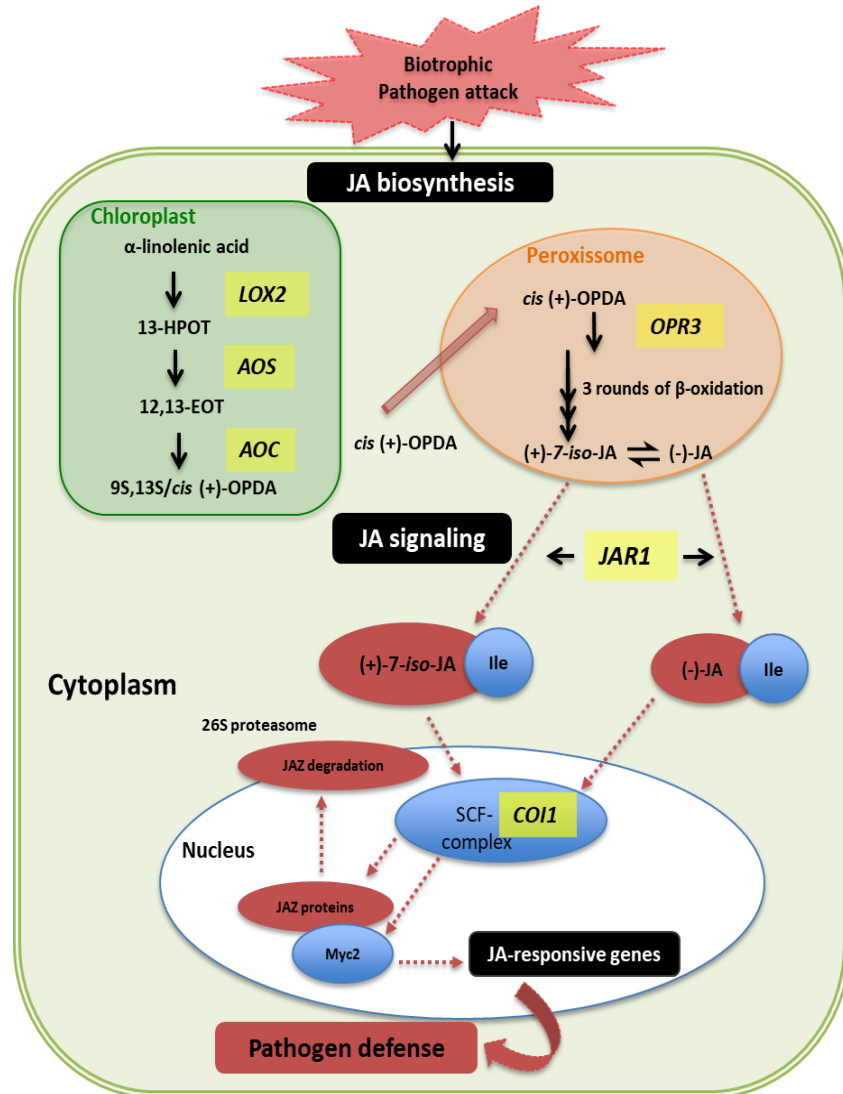 Biotrophic
Pathogen attack
JA biosynthesis
Chloroplast
α-linolenic acid
LOX2
13-HPOT
AOS
12,13-EOT
AOC
9S,13S/cis (+)-OPDA
cis (+)-OPDA
Peroxissome
cis (+)-OPDA
OPR3
3 rounds of β-oxidation
(+)-7-iso-JA ⇌ (-)-JA
JA signaling
JAR1
(+)-7-iso-JA
Ile
(-)-JA
Ile
Cytoplasm
26S proteasome
JAZ degradation
SCF-
complex
COI1
Nucleus
JAZ proteins
Myc2
JA-responsive genes
Pathogen defense